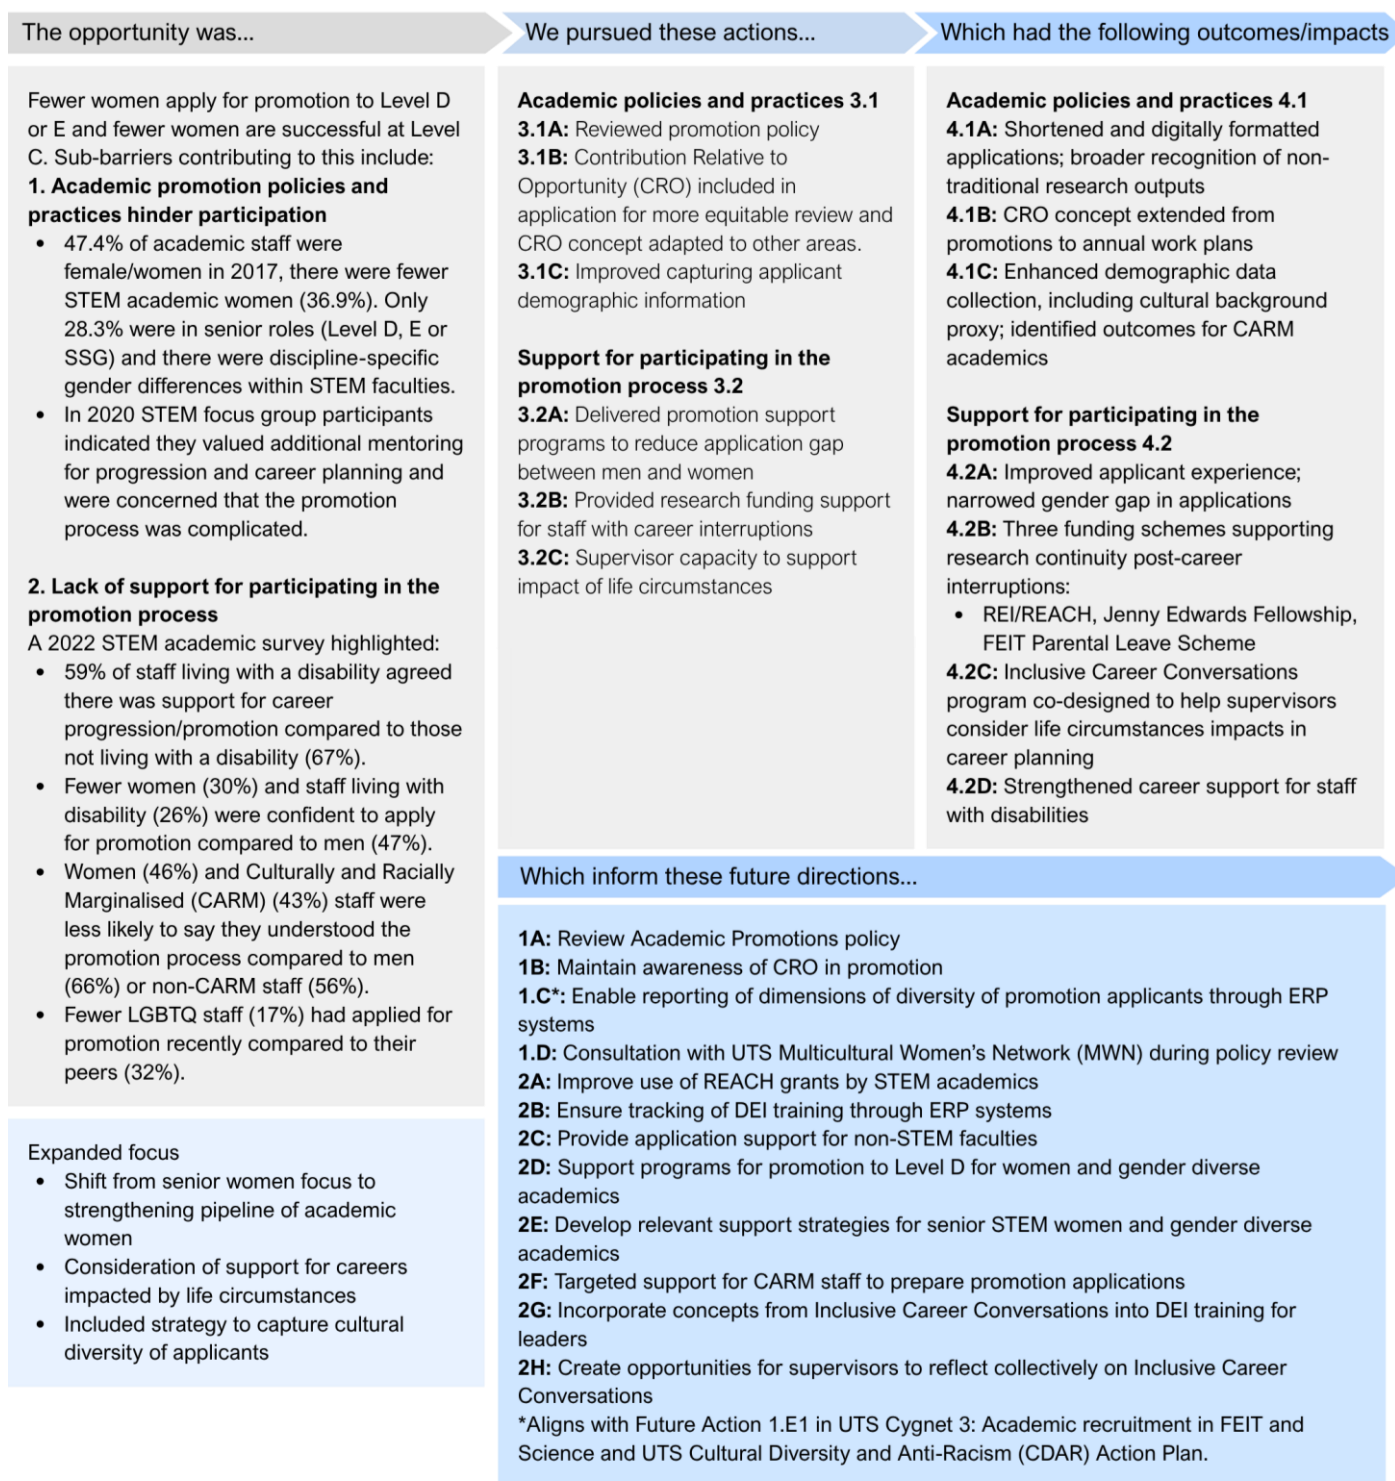 The opportunity was...
We pursued these actions...
Which had the following outcomes/impacts
Fewer women apply for promotion to Level D
or E and fewer women are successful at Level
C. Sub-barriers contributing to this include:
1. Academic promotion policies and
practices hinder participation
• 47.4% of academic staff were
female/women in 2017, there were fewer
STEM academic women (36.9%). Only
28.3% were in senior roles (Level D, E or
SSG) and there were discipline-specific
gender differences within STEM faculties.
• In 2020 STEM focus group participants
indicated they valued additional mentoring
for progression and career planning and
were concerned that the promotion
process was complicated.
2. Lack of support for participating in the
promotion process
A 2022 STEM academic survey highlighted:
• 59% of staff living with a disability agreed
there was support for career
progression/promotion compared to those
not living with a disability (67%).
• Fewer women (30%) and staff living with
disability (26%) were confident to apply
for promotion compared to men (47%).
• Women (46%) and Culturally and Racially
Marginalised (CARM) (43%) staff were
less likely to say they understood the
promotion process compared to men
(66%) or non-CARM staff (56%).
• Fewer LGBTQ staff (17%) had applied for
promotion recently compared to their
peers (32%).
Expanded focus
• Shift from senior women focus to
strengthening pipeline of academic
women
• Consideration of support for careers
impacted by life circumstances
• Included strategy to capture cultural
diversity of applicants
Academic policies and practices 3.1
3.1A: Reviewed promotion policy
3.1B: Contribution Relative to
Opportunity (CRO) included in
application for more equitable review and
CRO concept adapted to other areas.
3.1C: Improved capturing applicant
demographic information
Support for participating in the
promotion process 3.2
3.2A: Delivered promotion support
programs to reduce application gap
between men and women
3.2B: Provided research funding support
for staff with career interruptions
3.2C: Supervisor capacity to support
impact of life circumstances
Academic policies and practices 4.1
4.1A: Shortened and digitally formatted
applications; broader recognition of non-
traditional research outputs
4.1B: CRO concept extended from
promotions to annual work plans
4.1C: Enhanced demographic data
collection, including cultural background
proxy; identified outcomes for CARM
academics
Support for participating in the
promotion process 4.2
4.2A: Improved applicant experience;
narrowed gender gap in applications
4.2B: Three funding schemes supporting
research continuity post-career
interruptions:
• REI/REACH, Jenny Edwards Fellowship,
FEIT Parental Leave Scheme
4.2C: Inclusive Career Conversations
program co-designed to help supervisors
consider life circumstances impacts in
career planning
4.2D: Strengthened career support for staff
with disabilities
Which inform these future directions...
1A: Review Academic Promotions policy
1B: Maintain awareness of CRO in promotion
1.C*: Enable reporting of dimensions of diversity of promotion applicants through ERP
systems
1.D: Consultation with UTS Multicultural Women's Network (MWN) during policy review
2A: Improve use of REACH grants by STEM academics
2B: Ensure tracking of DEI training through ERP systems
2C: Provide application support for non-STEM faculties
2D: Support programs for promotion to Level D for women and gender diverse
academics
2E: Develop relevant support strategies for senior STEM women and gender diverse
academics
2F: Targeted support for CARM staff to prepare promotion applications
2G: Incorporate concepts from Inclusive Career Conversations into DEI training for
leaders
2H: Create opportunities for supervisors to reflect collectively on Inclusive Career
Conversations
*Aligns with Future Action 1.E1 in UTS Cygnet 3: Academic recruitment in FEIT and
Science and UTS Cultural Diversity and Anti-Racism (CDAR) Action Plan.